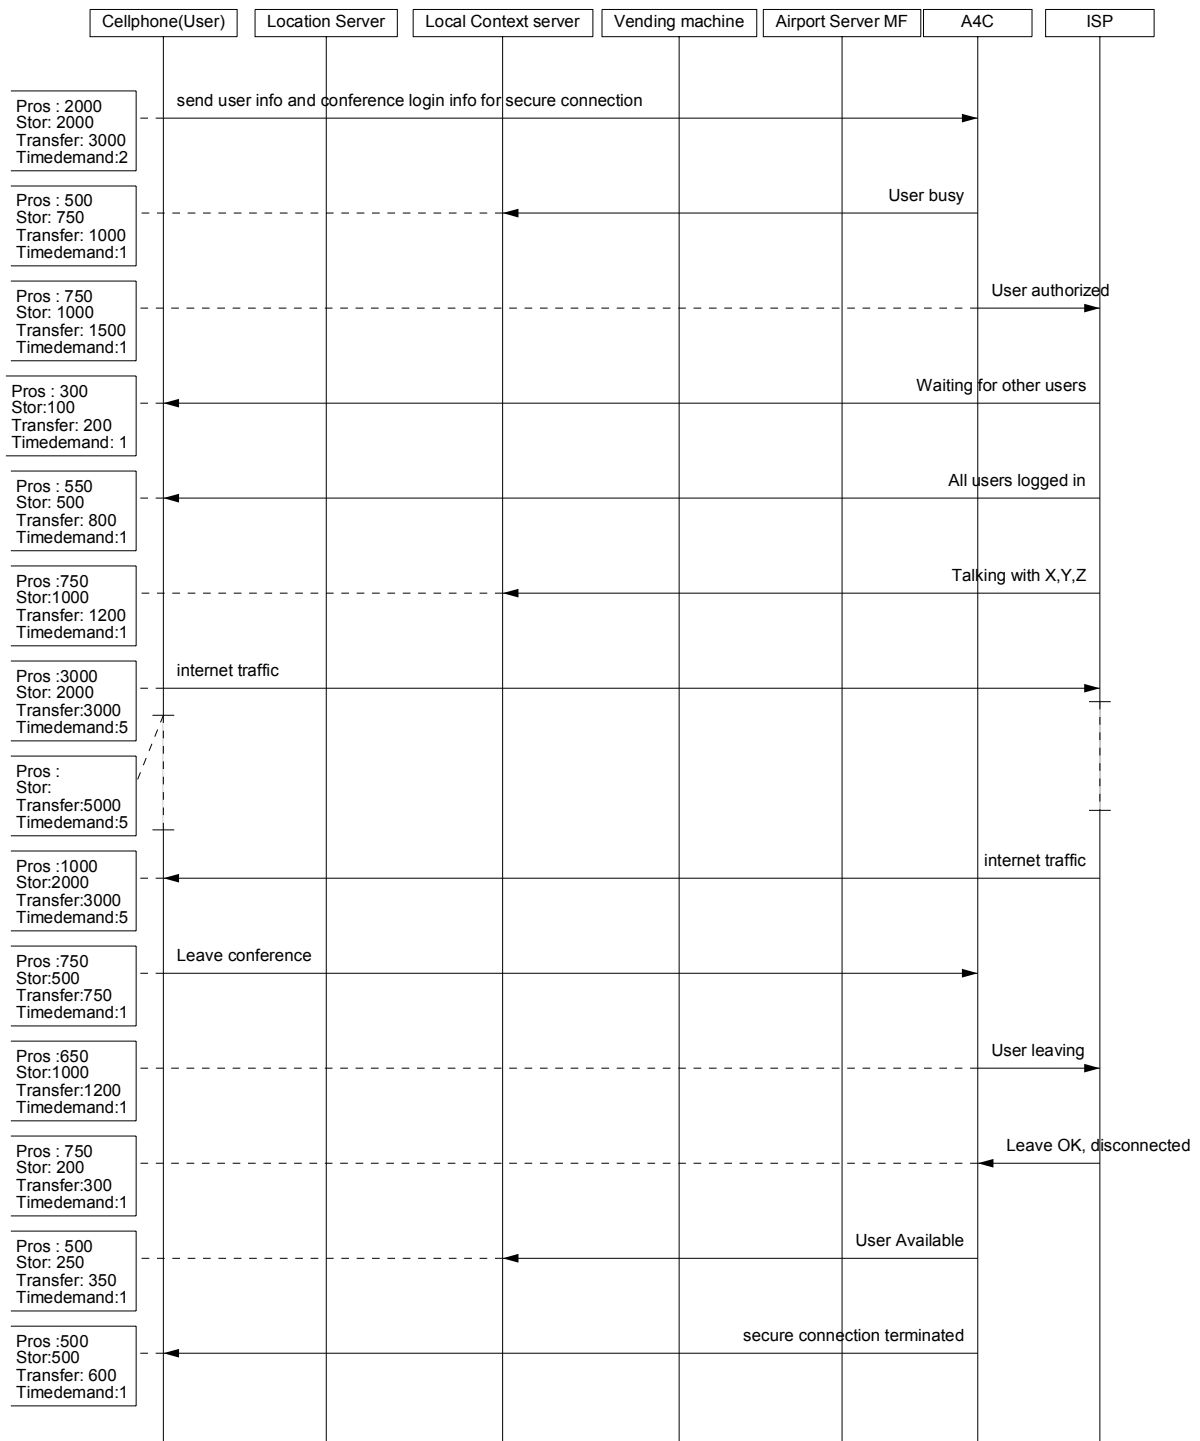 Cellphone(User)
Location Server
Local Context server
Vending machine
Airport Server MF
A4C
ISP
send user info and conference login info for secure connection
Pros : 2000
Stor: 2000
Transfer: 3000
Timedemand:2
User busy
Pros : 500
Stor: 750
Transfer: 1000
Timedemand:1
User authorized
Pros : 750
Stor: 1000
Transfer: 1500
Timedemand:1
Waiting for other users
Pros : 300
Stor:100
Transfer: 200
Timedemand: 1
All users logged in
Pros : 550
Stor: 500
Transfer: 800
Timedemand:1
Talking with X,Y,Z
Pros :750
Stor:1000
Transfer: 1200
Timedemand:1
internet traffic
Pros :3000
Stor: 2000
Transfer:3000
Timedemand:5
Pros :
Stor:
Transfer:5000
Timedemand:5
internet traffic
Pros :1000
Stor:2000
Transfer:3000
Timedemand:5
Leave conference
Pros :750
Stor:500
Transfer:750
Timedemand:1
User leaving
Pros :650
Stor:1000
Transfer:1200
Timedemand:1
Leave OK, disconnected
Pros : 750
Stor: 200
Transfer:300
Timedemand:1
User Available
Pros : 500
Stor: 250
Transfer: 350
Timedemand:1
secure connection terminated
Pros :500
Stor:500
Transfer: 600
Timedemand:1